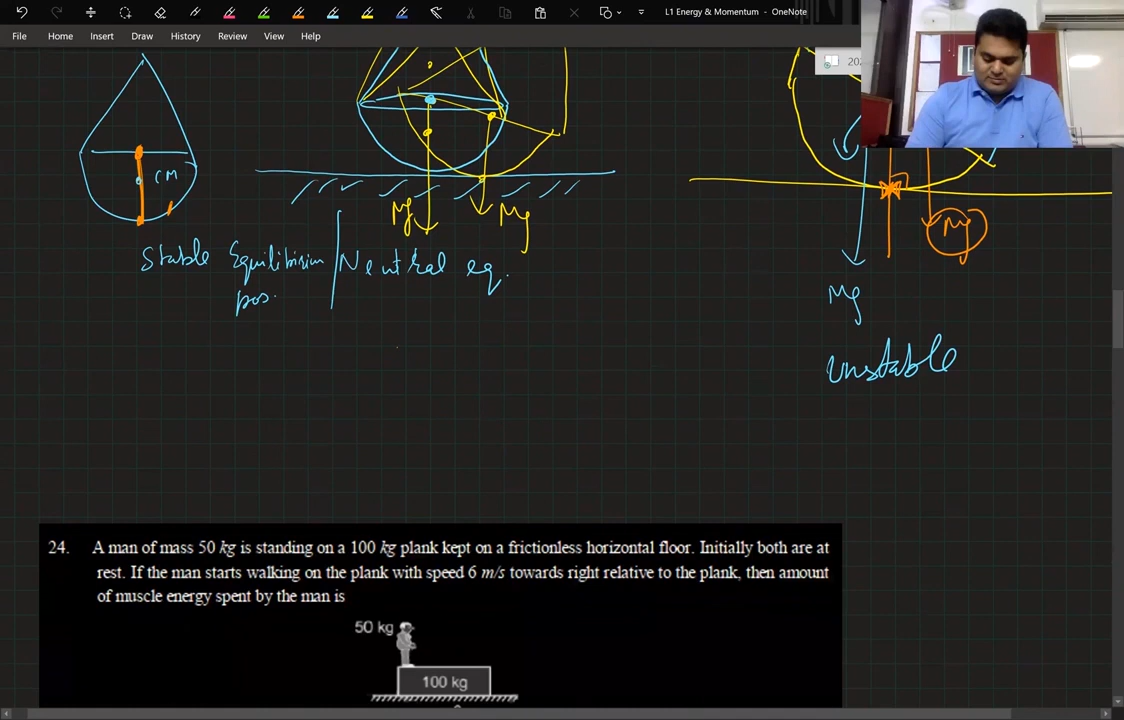 L1 Energy & Momentum - OneNote
File Home Insert Draw History Review View Help
202
CM
Mg
Mg
Mg
Stable Equilibrium / Neutral eq.
pos.
Mg
unstable
24. A man of mass 50 kg is standing on a 100 kg plank kept on a frictionless horizontal floor. Initially both are at
rest. If the man starts walking on the plank with speed 6 m/s towards right relative to the plank, then amount
of muscle energy spent by the man is
50 kg
100 kg